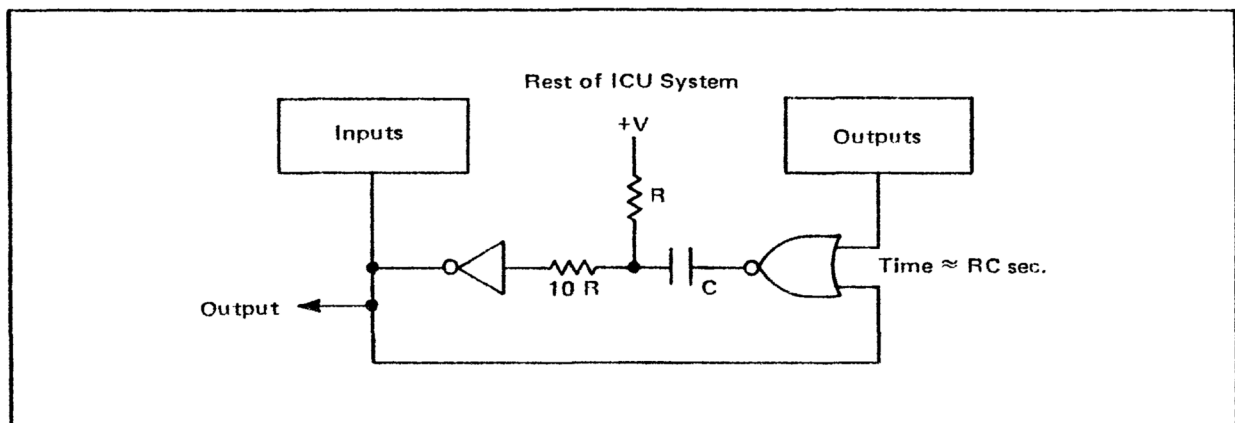 Rest of ICU System
Inputs
+V
Outputs
R
10 R
C
Time ≈ RC sec.
Output